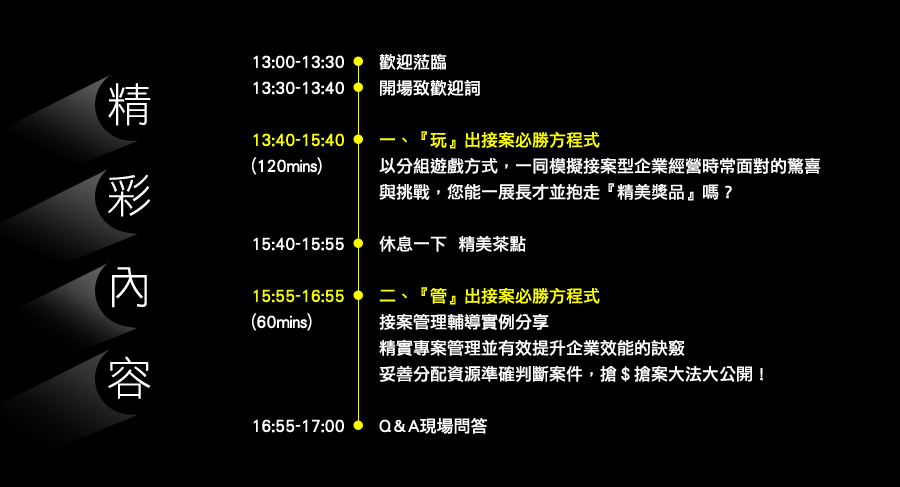 精彩內容
13:00-13:30 歡迎蒞臨
13:30-13:40 開場致歡迎詞
13:40-15:40 一、『玩』出接案必勝方程式
(120mins) 以分組遊戲方式，一同模擬接案型企業經營時常面對的驚喜
與挑戰，您能一展長才並抱走『精美獎品』嗎？
15:40-15:55 休息一下 精美茶點
15:55-16:55 二、『管』出接案必勝方程式
(60mins) 接案管理輔導實例分享
精實專案管理並有效提升企業效能的訣竅
妥善分配資源準確判斷案件，搶＄搶案大法大公開！
16:55-17:00 Q＆A現場問答